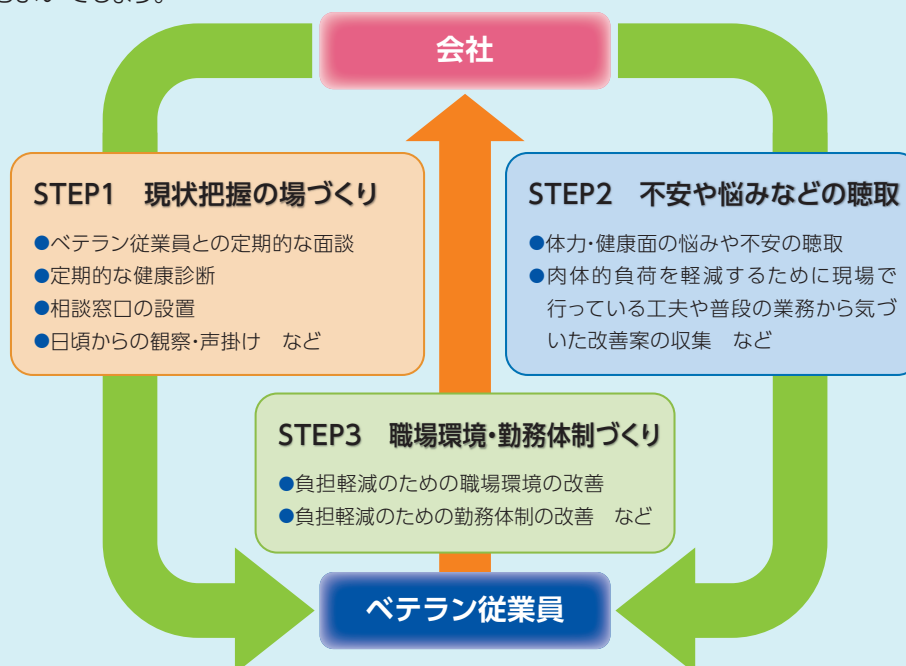 会社
STEP1 現状把握の場づくり
●ベテラン従業員との定期的な面談
●定期的な健康診断
●相談窓口の設置
●日頃からの観察・声掛け など
STEP2 不安や悩みなどの聴取
●体力・健康面の悩みや不安の聴取
●肉体的負荷を軽減するために現場で
行っている工夫や普段の業務から気づ
いた改善案の収集 など
STEP3 職場環境・勤務体制づくり
●負担軽減のための職場環境の改善
●負担軽減のための勤務体制の改善 など
ベテラン従業員